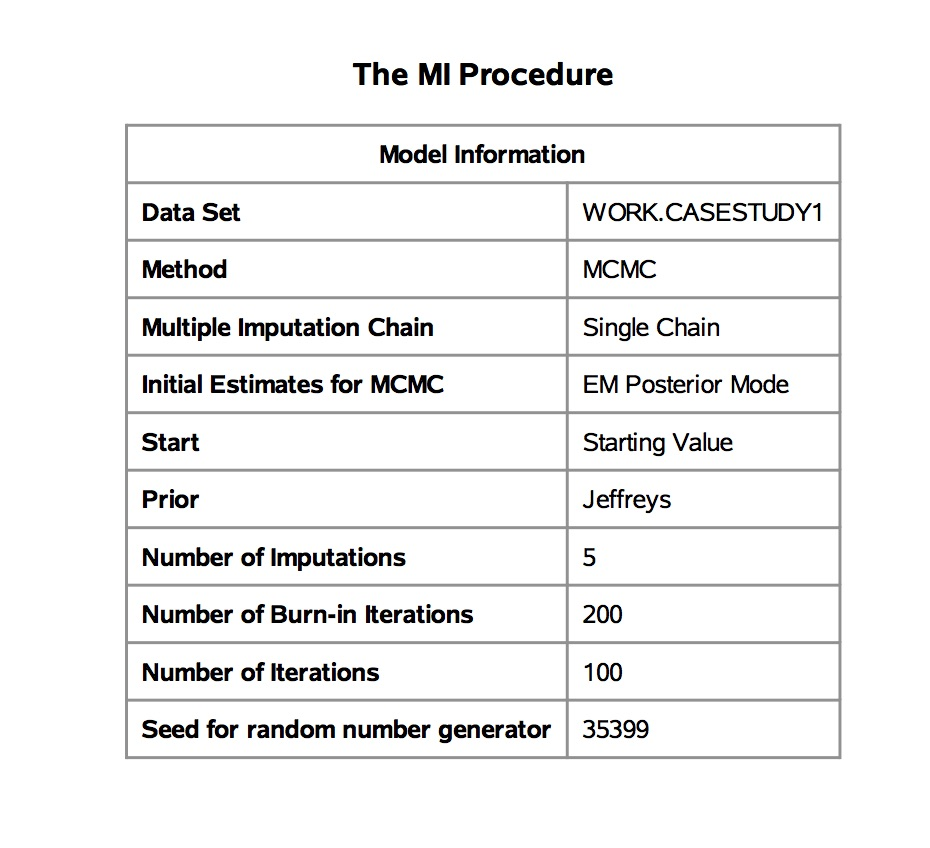 The MI Procedure
Model Information
Data Set WORK.CASESTUDY1
Method MCMC
Multiple Imputation Chain Single Chain
Initial Estimates for MCMC EM Posterior Mode
Start Starting Value
Prior Jeffreys
Number of Imputations 5
Number of Burn-in Iterations 200
Number of Iterations 100
Seed for random number generator 35399